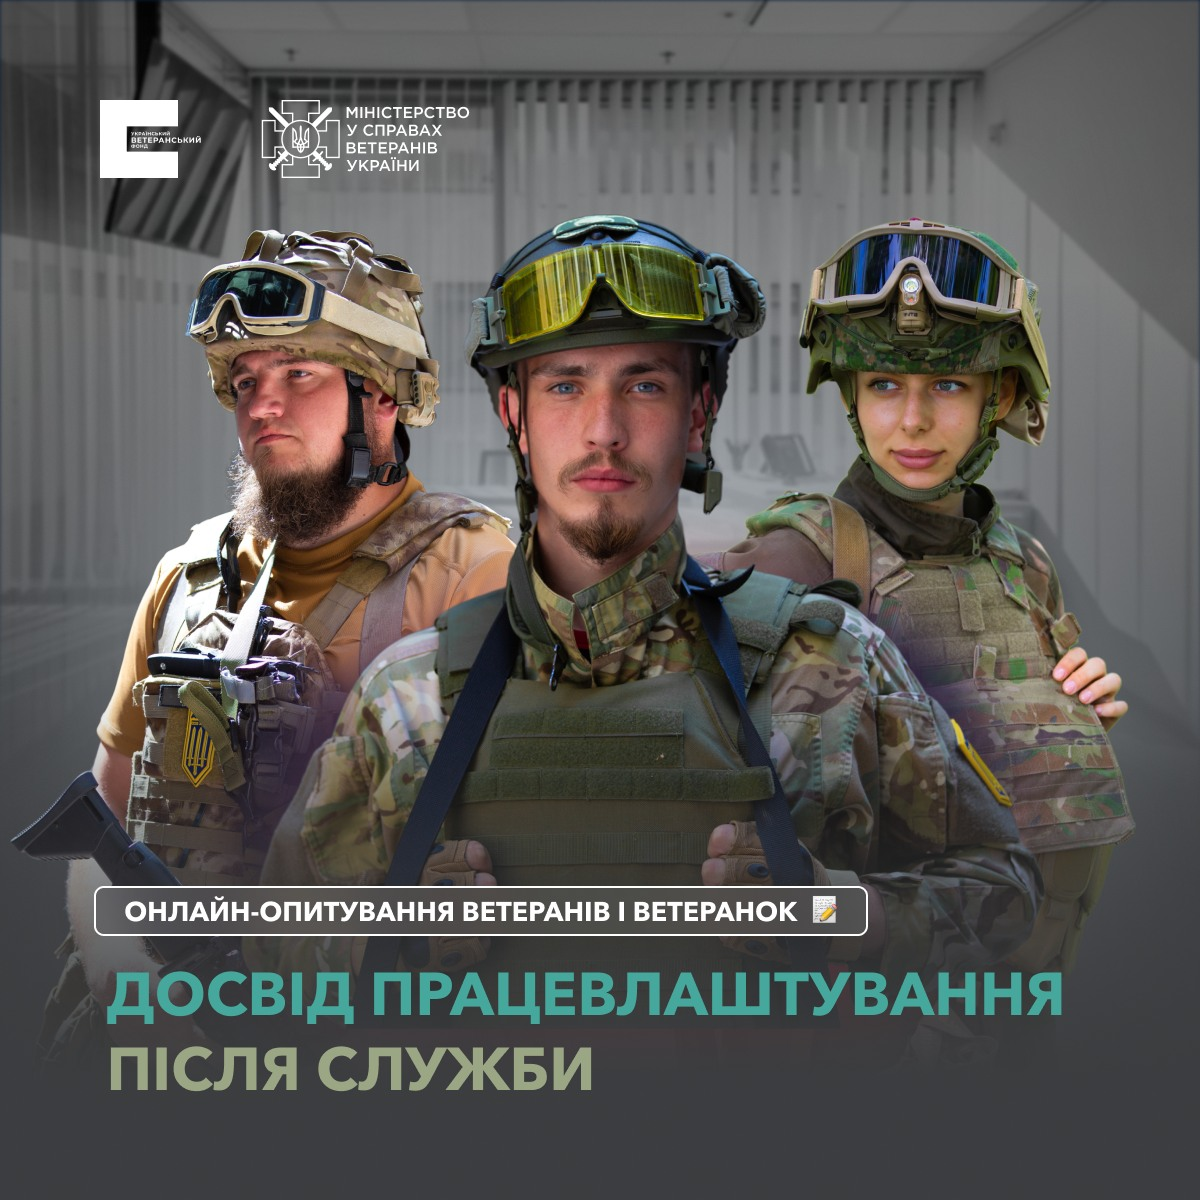 УКРАЇНСЬКИЙ
ВЕТЕРАНСЬКИЙ
ФОНД
МІНІСТЕРСТВО
У СПРАВАХ
ВЕТЕРАНІВ
УКРАЇНИ
ОНЛАЙН-ОПИТУВАННЯ ВЕТЕРАНІВ І ВЕТЕРАНОК 📝
ДОСВІД ПРАЦЕВЛАШТУВАННЯ
ПІСЛЯ СЛУЖБИ